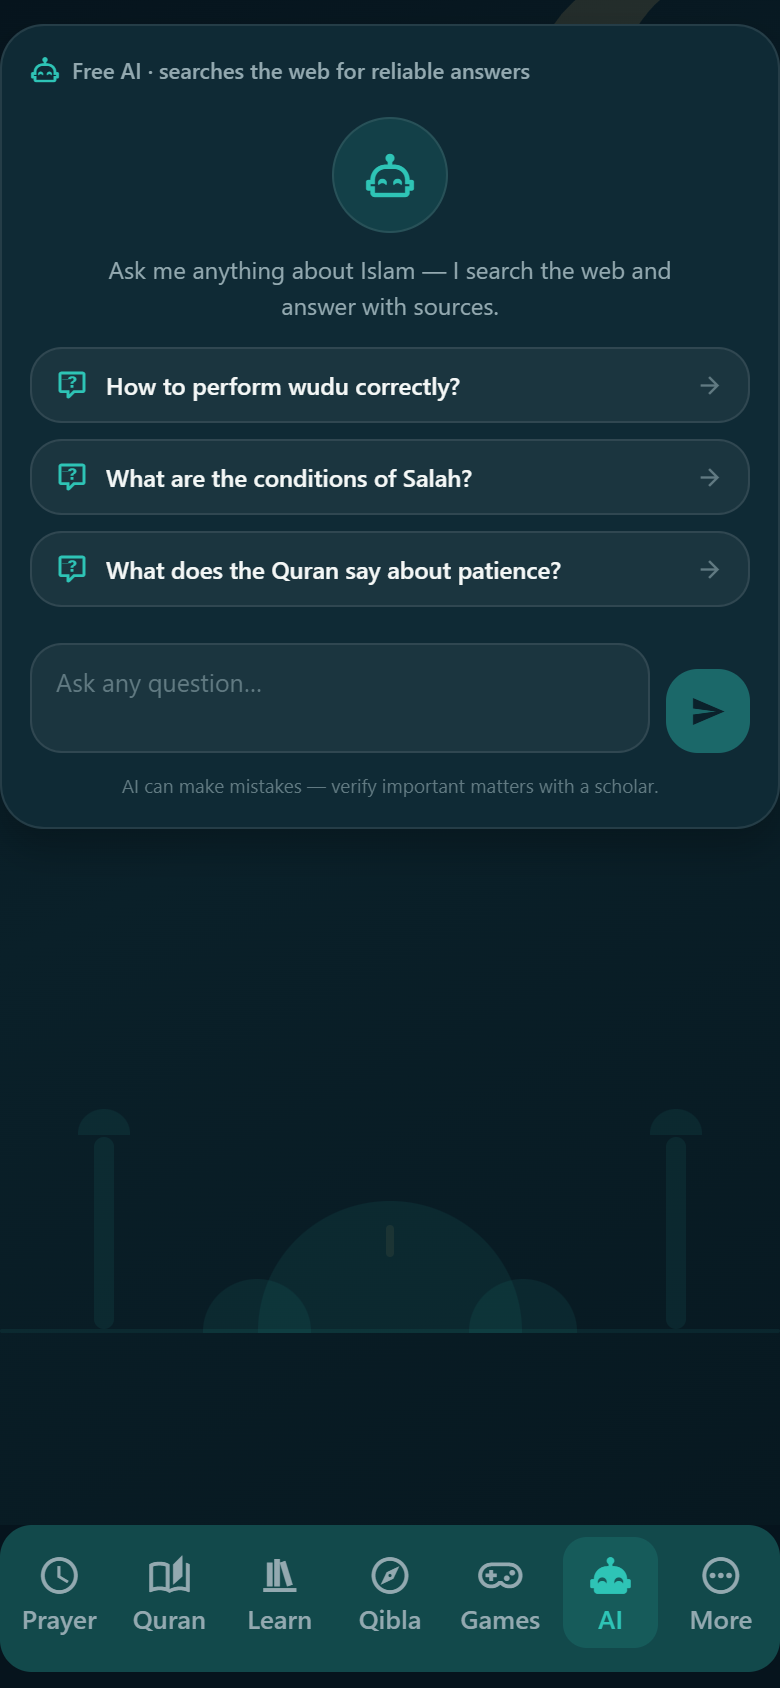 Free AI · searches the web for reliable answers
Ask me anything about Islam — I search the web and
answer with sources.
How to perform wudu correctly?
What are the conditions of Salah?
What does the Quran say about patience?
Ask any question...
AI can make mistakes — verify important matters with a scholar.
Prayer Quran Learn Qibla Games AI More